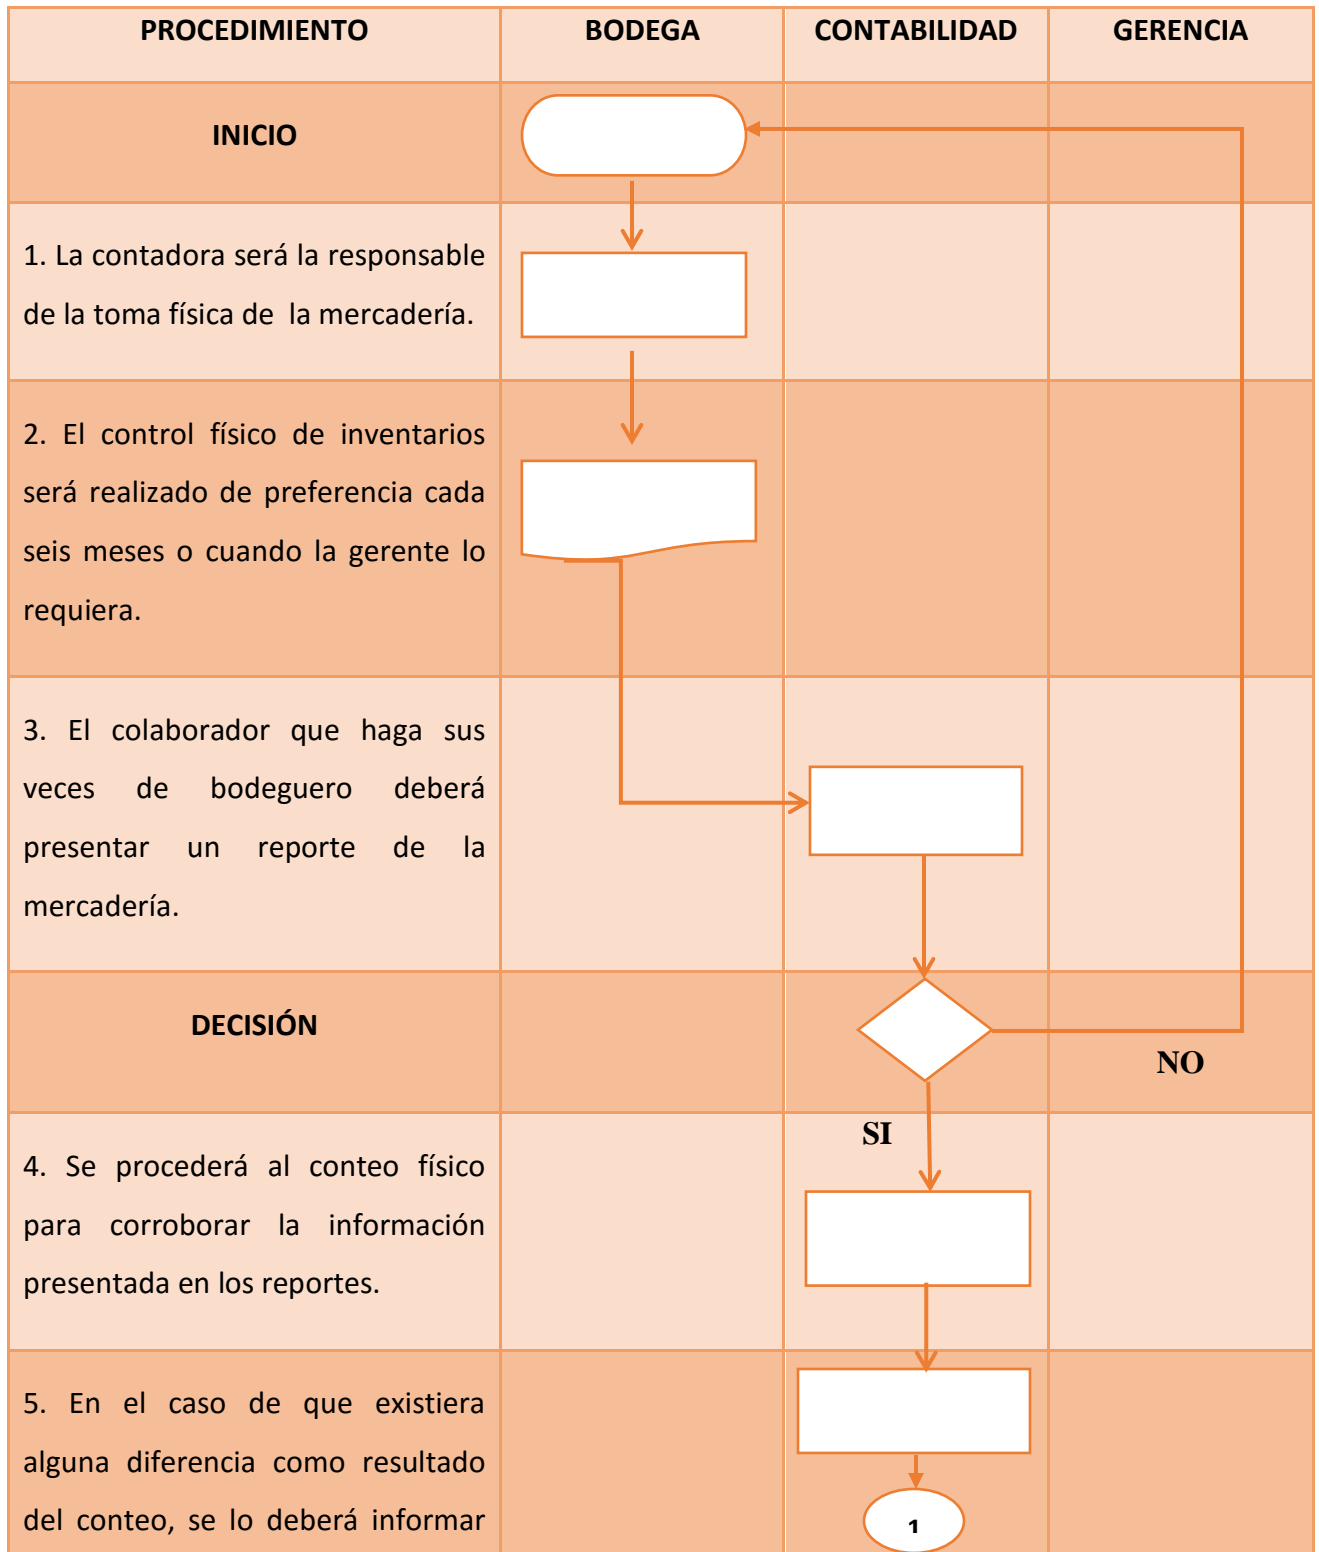 PROCEDIMIENTO BODEGA CONTABILIDAD GERENCIA
INICIO
1. La contadora será la responsable
de la toma física de la mercadería.
2. El control físico de inventarios
será realizado de preferencia cada
seis meses o cuando la gerente lo
requiera.
3. El colaborador que haga sus
veces de bodeguero deberá
presentar un reporte de la
mercadería.
DECISIÓN
NO
SI
4. Se procederá al conteo físico
para corroborar la información
presentada en los reportes.
5. En el caso de que existiera
alguna diferencia como resultado
del conteo, se lo deberá informar
1